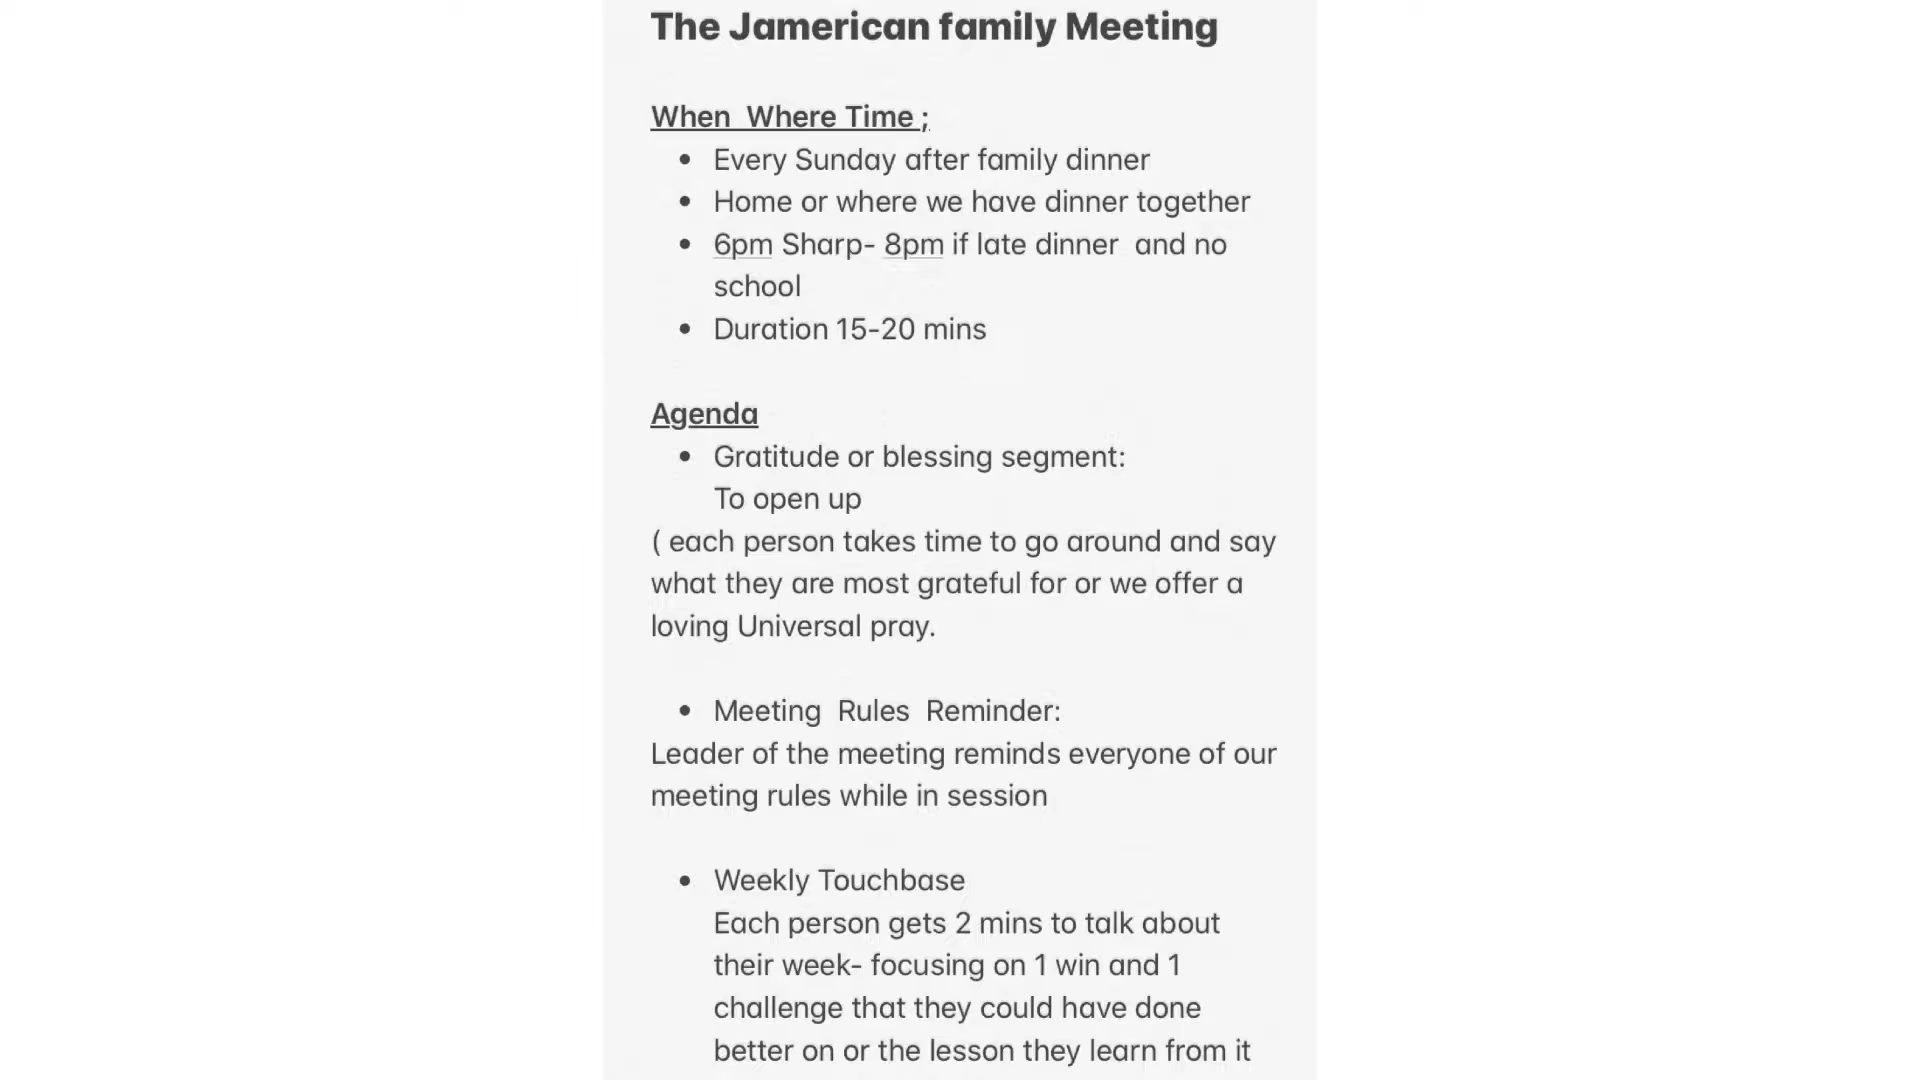 The Jamerican family Meeting
When  Where Time ;
• Every Sunday after family dinner
• Home or where we have dinner together
• 6pm Sharp- 8pm if late dinner  and no
school
• Duration 15-20 mins
Agenda
• Gratitude or blessing segment:
To open up
( each person takes time to go around and say
what they are most grateful for or we offer a
loving Universal pray.
• Meeting  Rules  Reminder:
Leader of the meeting reminds everyone of our
meeting rules while in session
• Weekly Touchbase
Each person gets 2 mins to talk about
their week- focusing on 1 win and 1
challenge that they could have done
better on or the lesson they learn from it